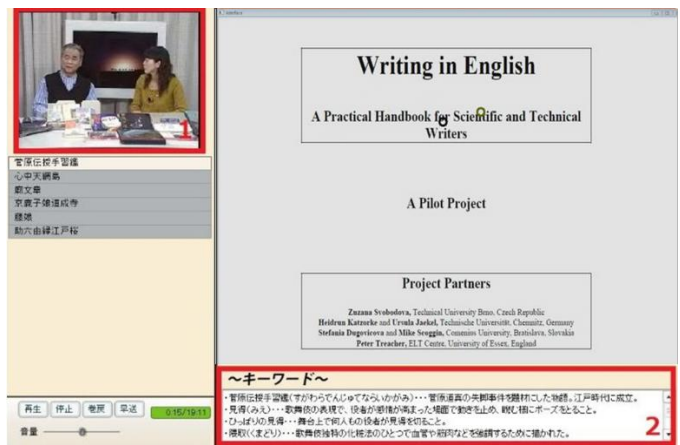 1
菅原伝授手習鑑
心中天網島
廓文章
京鹿子娘道成寺
藤娘
助六由縁江戸桜
再生 停止 巻戻 早送 0:15/19:11
音量
interface
Writing in English
A Practical Handbook for Scientific and Technical
Writers
A Pilot Project
Project Partners
Zuzana Svobodova, Technical University Brno, Czech Republic
Heidrun Katzorke and Ursula Jaekel, Technische Universität, Chemnitz, Germany
Stefania Dugovicova and Mike Scoggin, Comenius University, Bratislava, Slovakia
Peter Treacher, ELT Centre, University of Essex, England
～キーワード～
・菅原伝授手習鑑(すがわらでんじゅてならいかがみ)・・・菅原道真の失脚事件を題材にした物語。江戸時代に成立。
・見得(みえ)・・・歌舞伎の表現で、役者が感情が高まった場面で動きを止め、睨む様にポーズをとること。
・ひっぱりの見得・・・舞台上で何人もの役者が見得を切ること。
・隈取(くまどり)・・・歌舞伎独特の化粧法のひとつで血管や筋肉などを強調するために描かれた。
2